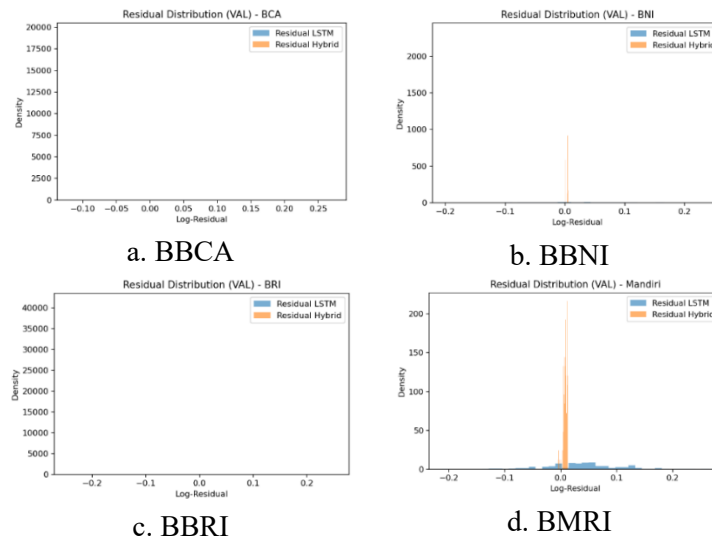 Residual Distribution (VAL) - BCA
20000
17500
15000
12500
10000
7500
5000
2500
0
Density
Residual LSTM
Residual Hybrid
−0.10 −0.05 0.00 0.05 0.10 0.15 0.20 0.25
Log-Residual
a. BBCA
Residual Distribution (VAL) - BNI
2000
1500
1000
500
0
Density
Residual LSTM
Residual Hybrid
−0.2 −0.1 0.0 0.1 0.2
Log-Residual
b. BBNI
Residual Distribution (VAL) - BRI
40000
35000
30000
25000
20000
15000
10000
5000
0
Density
Residual LSTM
Residual Hybrid
−0.2 −0.1 0.0 0.1 0.2
Log-Residual
c. BBRI
Residual Distribution (VAL) - Mandiri
200
150
100
50
0
Density
Residual LSTM
Residual Hybrid
−0.2 −0.1 0.0 0.1 0.2
Log-Residual
d. BMRI